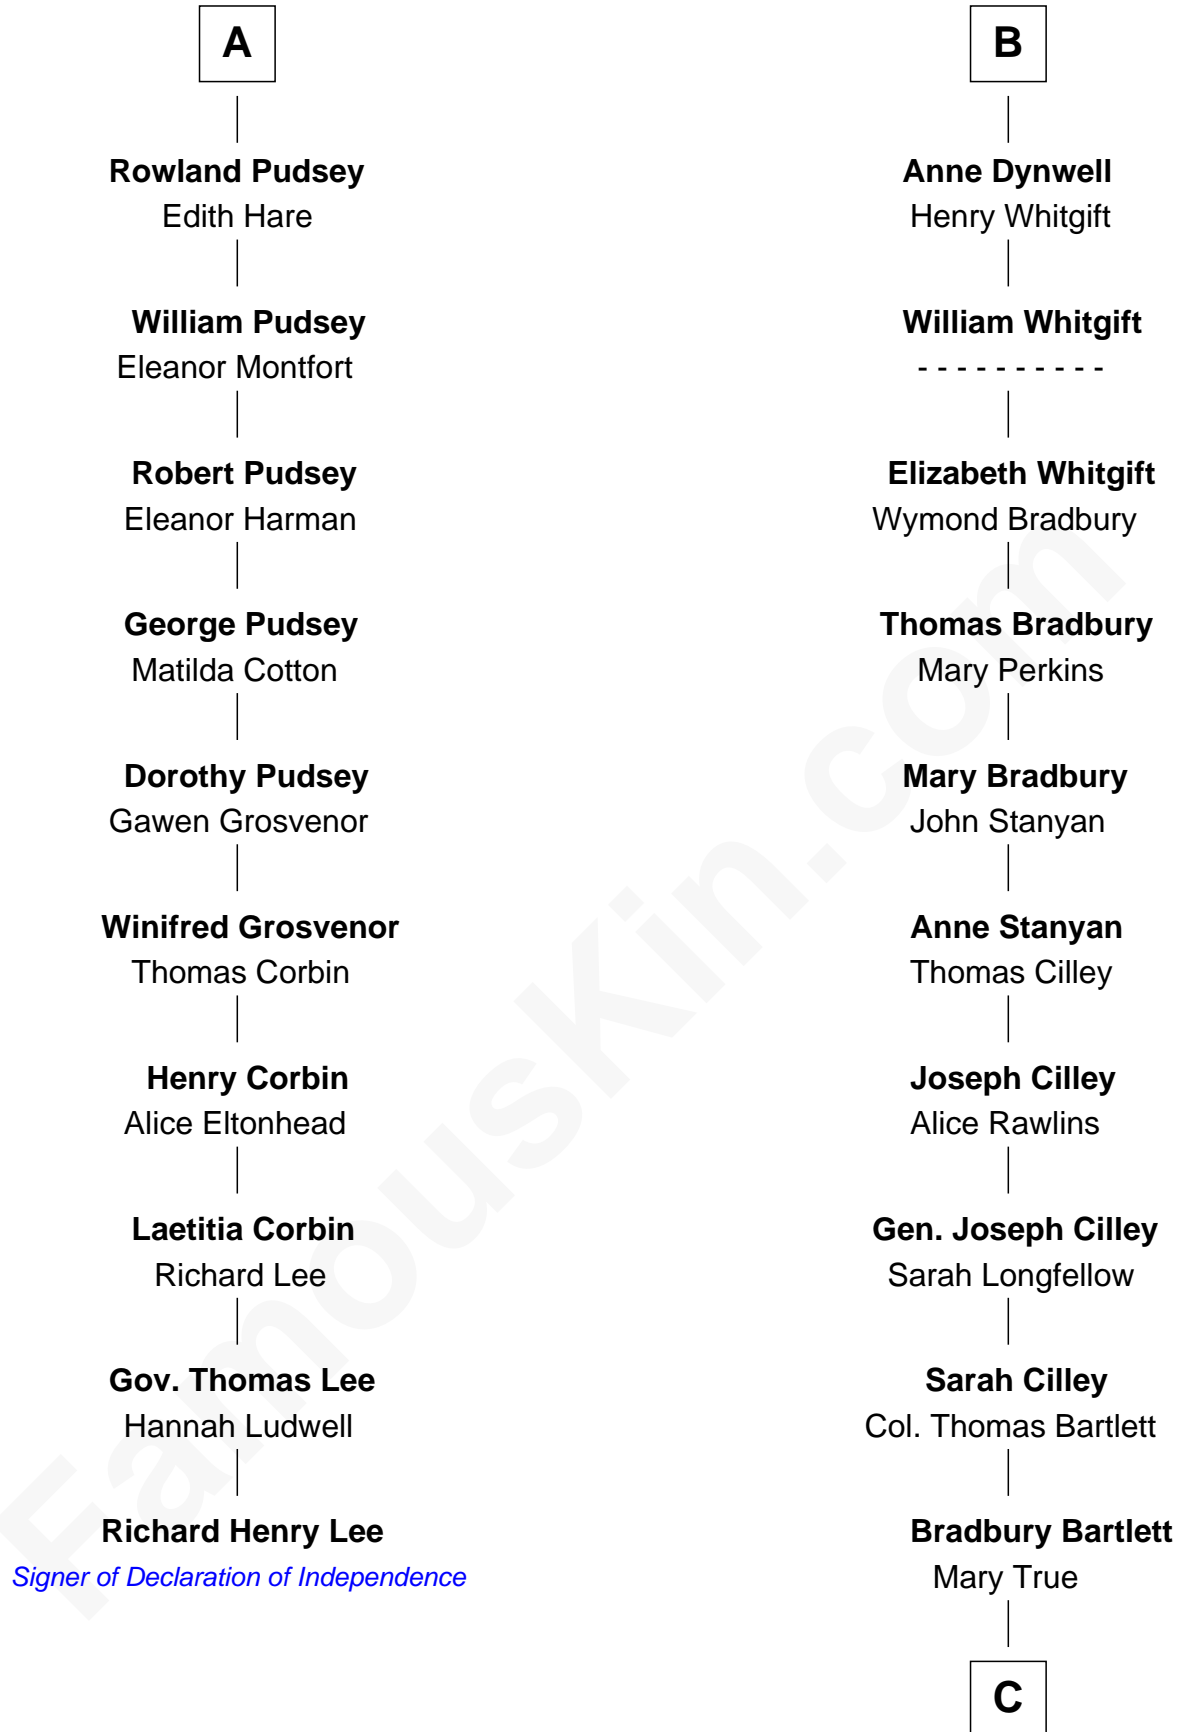 A
Rowland Pudsey
Edith Hare
William Pudsey
Eleanor Montfort
Robert Pudsey
Eleanor Harman
George Pudsey
Matilda Cotton
Dorothy Pudsey
Gawen Grosvenor
Winifred Grosvenor
Thomas Corbin
Henry Corbin
Alice Eltonhead
Laetitia Corbin
Richard Lee
Gov. Thomas Lee
Hannah Ludwell
Richard Henry Lee
Signer of Declaration of Independence
B
Anne Dynwell
Henry Whitgift
William Whitgift
- - - - - - - - - -
Elizabeth Whitgift
Wymond Bradbury
Thomas Bradbury
Mary Perkins
Mary Bradbury
John Stanyan
Anne Stanyan
Thomas Cilley
Joseph Cilley
Alice Rawlins
Gen. Joseph Cilley
Sarah Longfellow
Sarah Cilley
Col. Thomas Bartlett
Bradbury Bartlett
Mary True
C
FamousKin.com